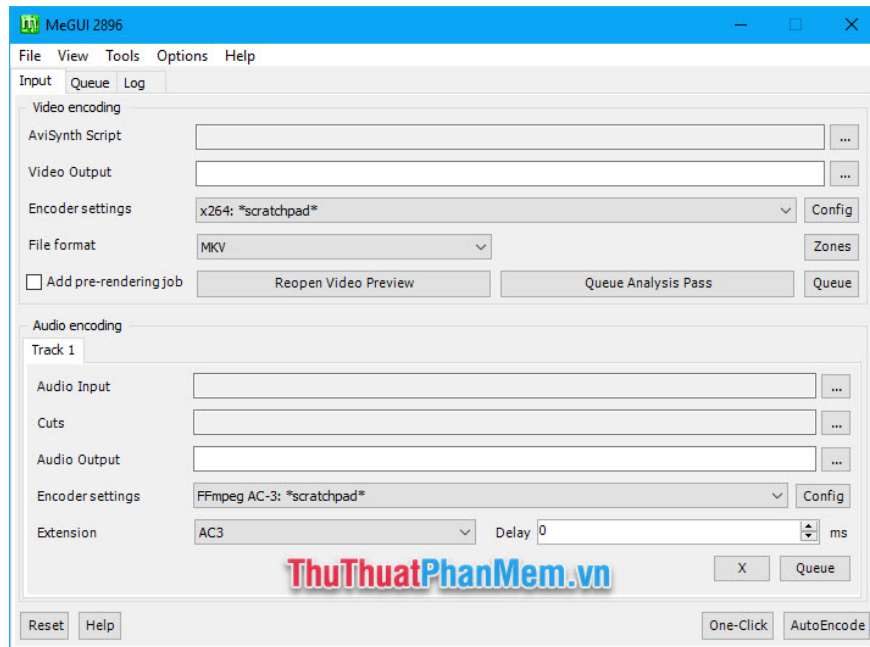 MeGUI 2896
File View Tools Options Help
Input Queue Log
Video encoding
AviSynth Script ...
Video Output ...
Encoder settings x264: *scratchpad* Config
File format MKV Zones
Add pre-rendering job Reopen Video Preview Queue Analysis Pass Queue
Audio encoding
Track 1
Audio Input ...
Cuts ...
Audio Output ...
Encoder settings FFmpeg AC-3: *scratchpad* Config
Extension AC3 Delay 0 ms
ThuThuatPhanMem.vn
X Queue
Reset Help One-Click AutoEncode